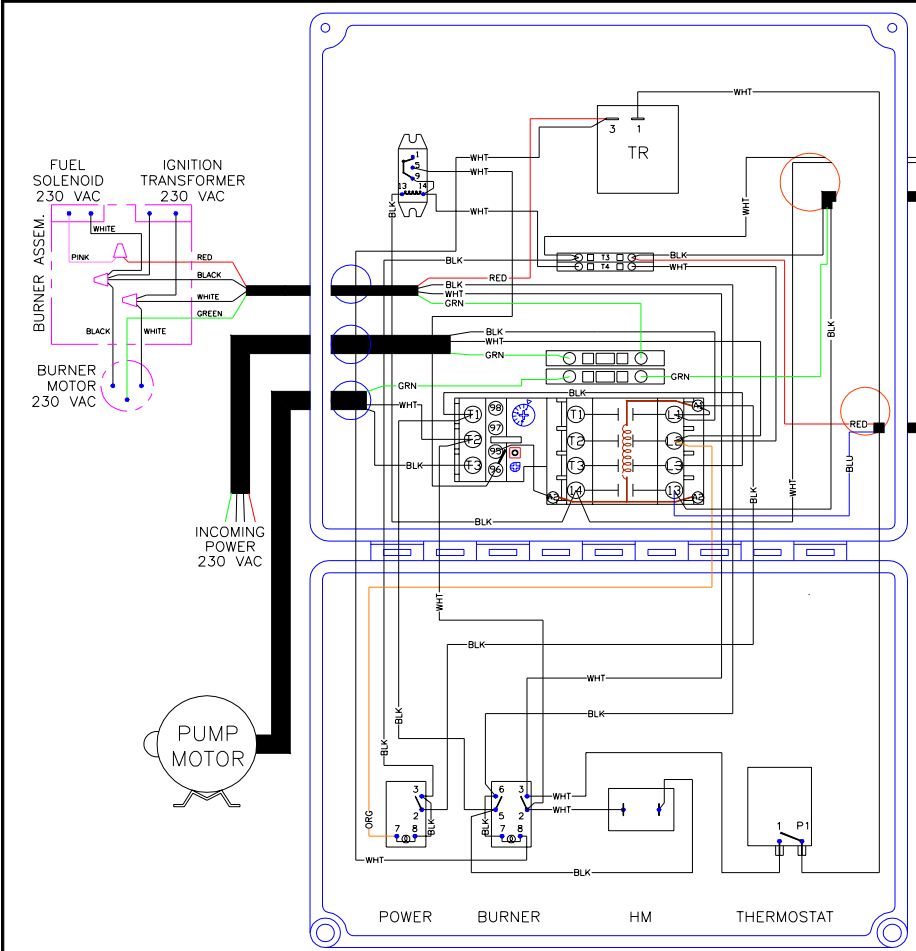 FUEL
SOLENOID
230 VAC
IGNITION
TRANSFORMER
230 VAC
BURNER ASSEM.
WHITE
PINK
RED
BLACK
WHITE
GREEN
BLACK
WHITE
BURNER
MOTOR
230 VAC
INCOMING
POWER
230 VAC
PUMP
MOTOR
WHT
3 1
TR
1
5
9
13 14
WHT
WHT
WHT
BLK
WHT
BLK
T3
T4
BLK
WHT
RED
BLK
WHT
GRN
BLK
WHT
GRN
GRN
GRN
BLK
WHT
BLK
BLK
T1
T2
T3
98
97
95
96
T1
T2
T3
14
L1
L2
L3
13
A1
A2
A2
RED
BLU
BLK
WHT
BLK
WHT
BLK
WHT
BLK
BLK
BLK
ORG
3
2
7 8
BLK
6 3
5 2
7 8
BLK
WHT
WHT
WHT
BLK
1 P1
POWER
BURNER
HM
THERMOSTAT